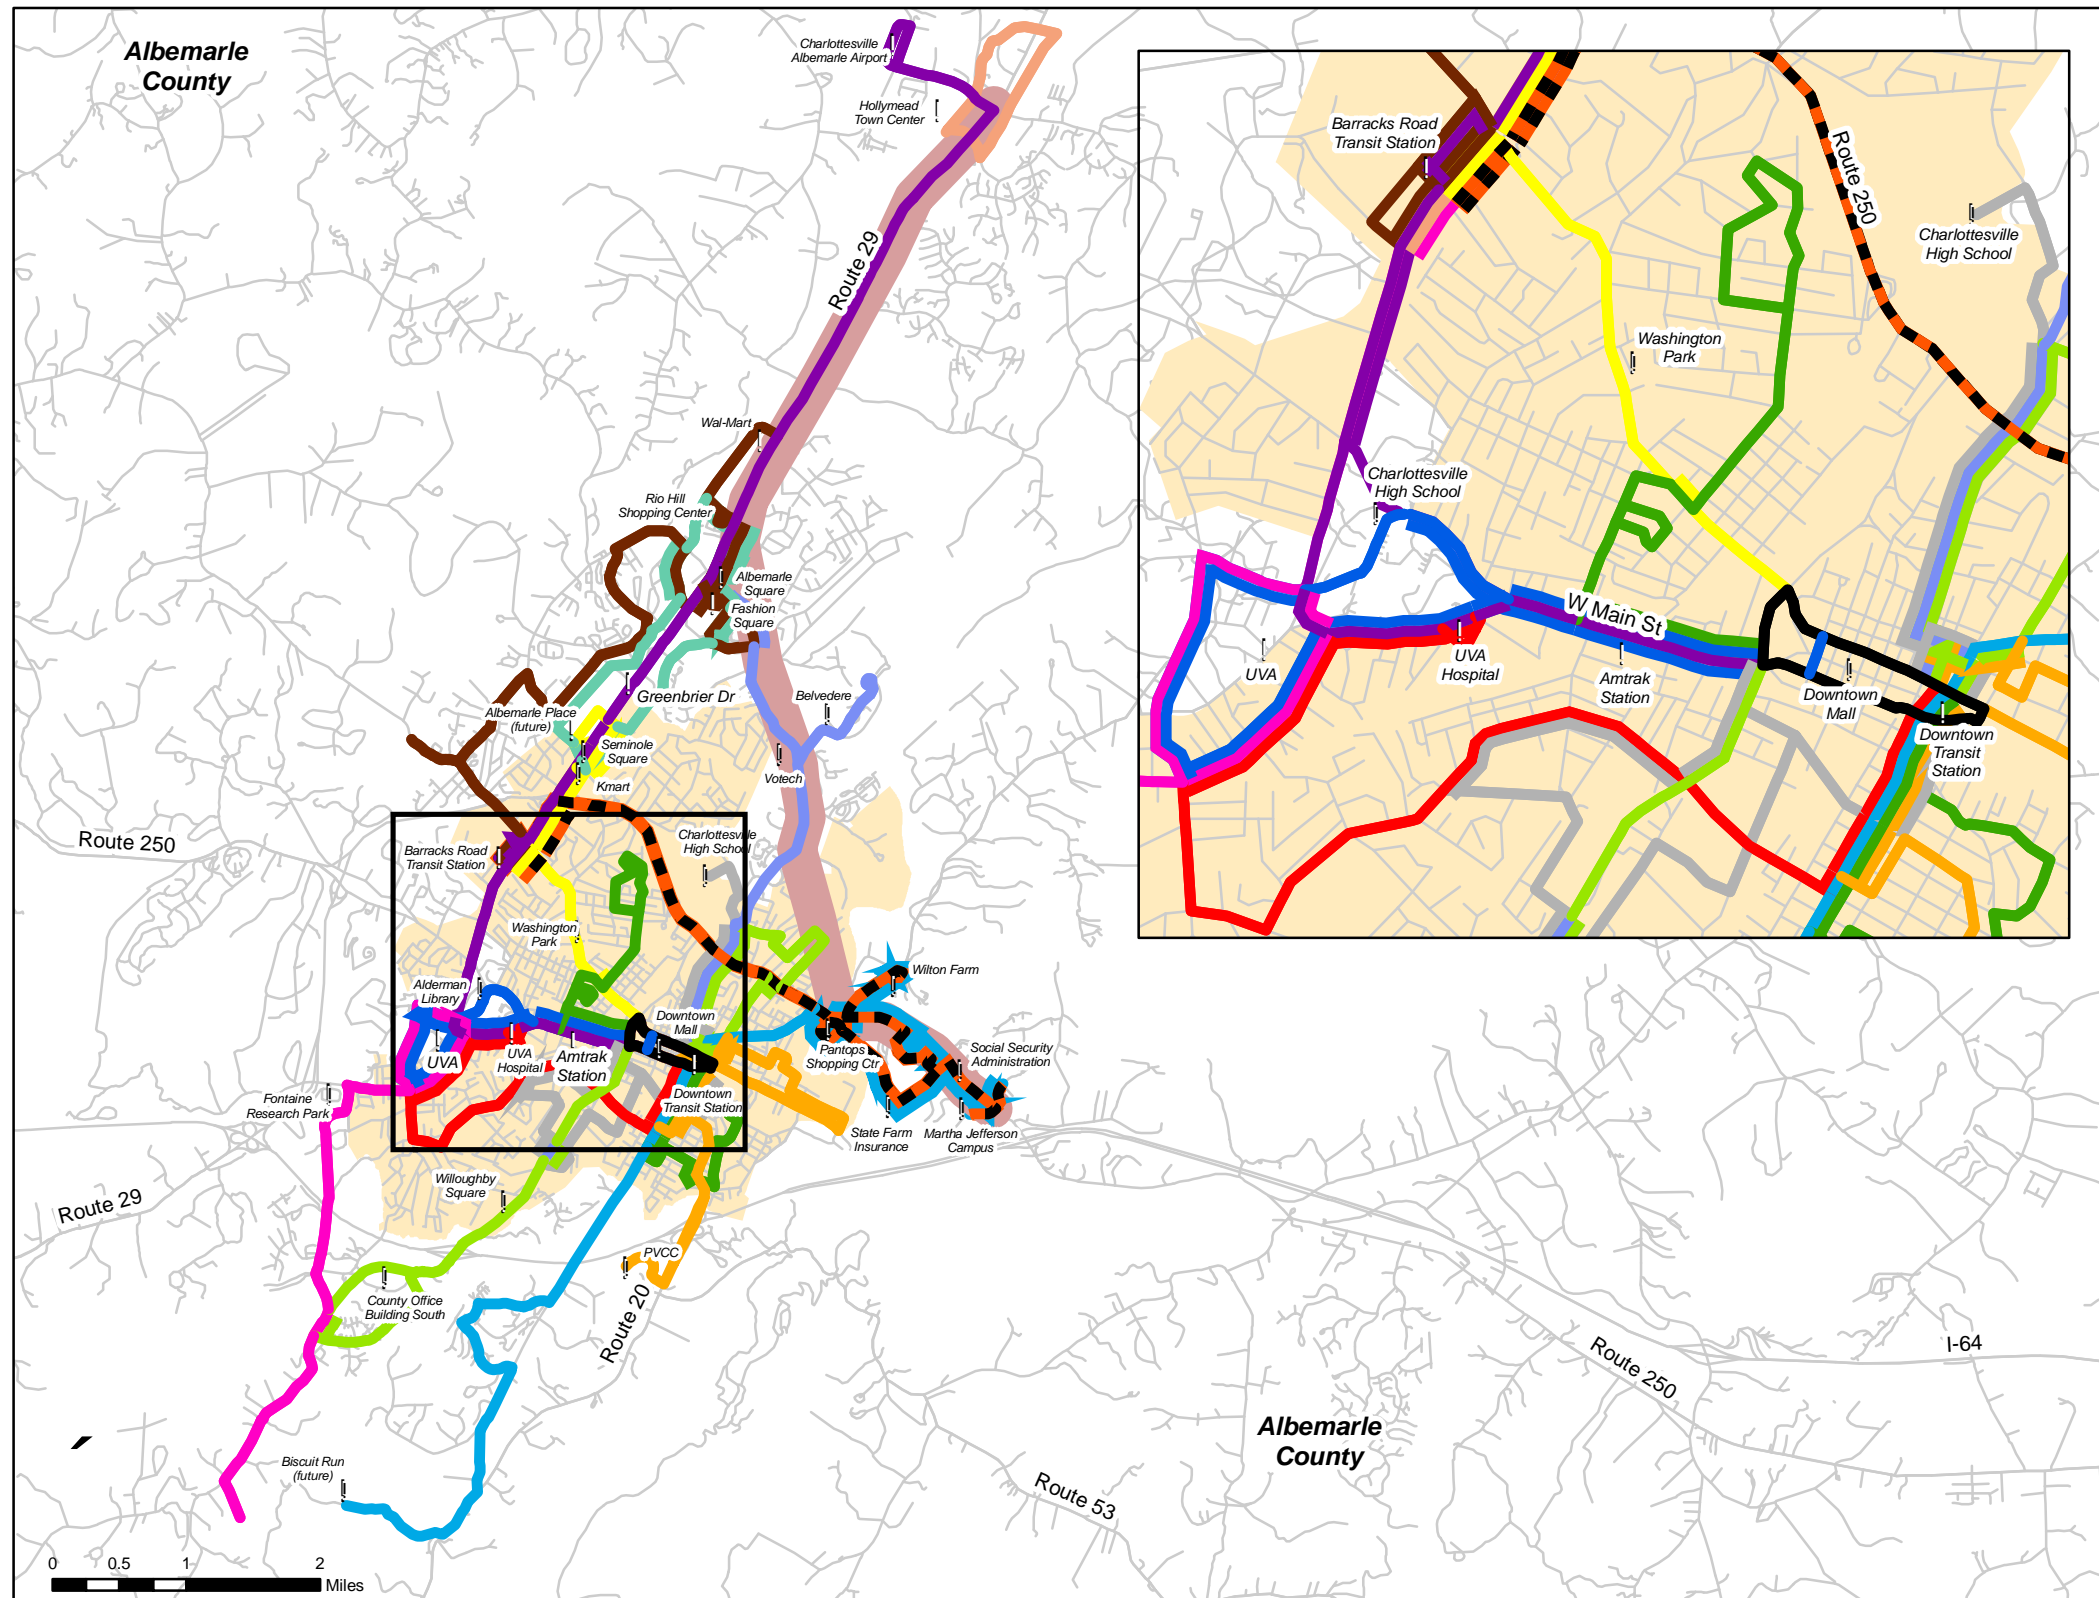 Albemarle
County
Charlottesville
Albemarle Airport
Hollymead
Town Center
Route 29
Wal-Mart
Rio Hill
Shopping Center
Albemarle
Square
Fashion
Square
Greenbrier Dr
Belvedere
Albemarle Place
(future)
Seminole
Square
Votech
Kmart
Route 250
Charlottesville
High School
Barracks Road
Transit Station
Washington
Park
Wilton Farm
Alderman
Library
Downtown
Mall
UVA
UVA
Hospital
Amtrak
Station
Pantops
Shopping Ctr
Social Security
Administration
Fontaine
Research Park
Downtown
Transit Station
State Farm
Insurance
Martha Jefferson
Campus
Willoughby
Square
Route 29
PVCC
County Office
Building South
Route 20
Biscuit Run
(future)
0
0.5
1
2
Miles
Barracks Road
Transit Station
Route 250
Charlottesville
High School
Washington
Park
Charlottesville
High School
W Main St
UVA
UVA
Hospital
Amtrak
Station
Downtown
Mall
Downtown
Transit
Station
I-64
Route 250
Albemarle
County
Route 53